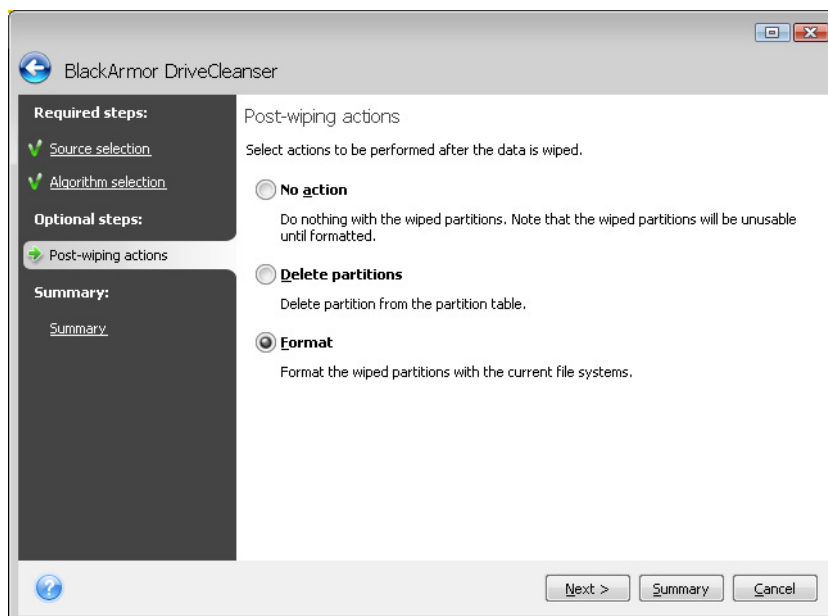 BlackArmor DriveCleanser
Required steps:
Source selection
Algorithm selection
Optional steps:
Post-wiping actions
Summary:
Summary
Post-wiping actions
Select actions to be performed after the data is wiped.
No action
Do nothing with the wiped partitions. Note that the wiped partitions will be unusable
until formatted.
Delete partitions
Delete partition from the partition table.
Format
Format the wiped partitions with the current file systems.
Next >
Summary
Cancel